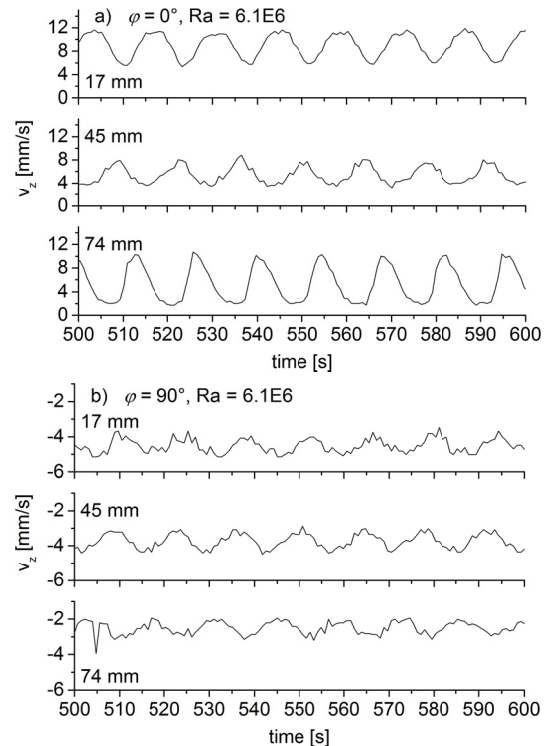 a) φ = 0°, Ra = 6.1E6
12
8
4
0
17 mm
45 mm
12
8
4
0
74 mm
12
8
4
0
v_z [mm/s]
500 510 520 530 540 550 560 570 580 590 600
time [s]
b) φ = 90°, Ra = 6.1E6
17 mm
-2
-4
-6
45 mm
-2
-4
-6
-2
-4
-6
74 mm
v_z [mm/s]
500 510 520 530 540 550 560 570 580 590 600
time [s]